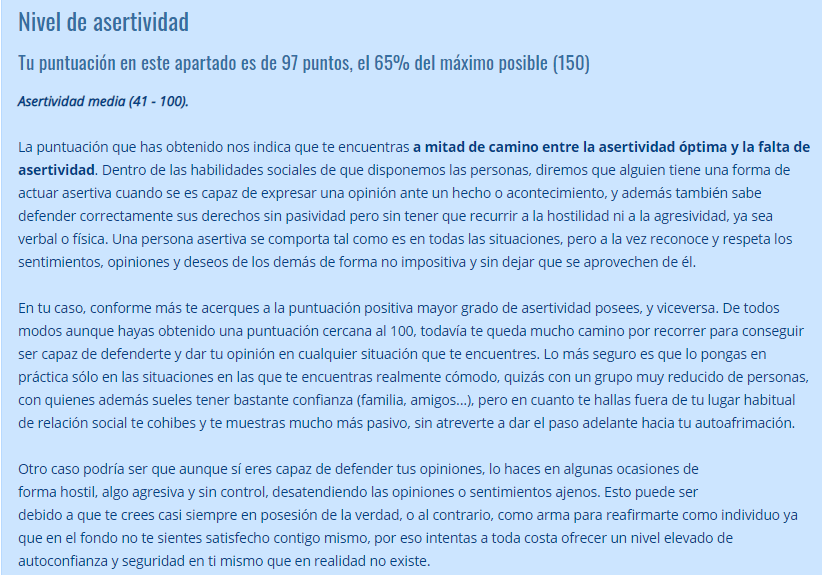 Nivel de asertividad
Tu puntuación en este apartado es de 97 puntos, el 65% del máximo posible (150)
Asertividad media (41 - 100).
La puntuación que has obtenido nos indica que te encuentras a mitad de camino entre la asertividad óptima y la falta de
asertividad. Dentro de las habilidades sociales de que disponemos las personas, diremos que alguien tiene una forma de
actuar asertiva cuando se es capaz de expresar una opinión ante un hecho o acontecimiento, y además también sabe
defender correctamente sus derechos sin pasividad pero sin tener que recurrir a la hostilidad ni a la agresividad, ya sea
verbal o física. Una persona asertiva se comporta tal como es en todas las situaciones, pero a la vez reconoce y respeta los
sentimientos, opiniones y deseos de los demás de forma no impositiva y sin dejar que se aprovechen de él.
En tu caso, conforme más te acerques a la puntuación positiva mayor grado de asertividad posees, y viceversa. De todos
modos aunque hayas obtenido una puntuación cercana al 100, todavía te queda mucho camino por recorrer para conseguir
ser capaz de defenderte y dar tu opinión en cualquier situación que te encuentres. Lo más seguro es que lo pongas en
práctica sólo en las situaciones en las que te encuentras realmente cómodo, quizás con un grupo muy reducido de personas,
con quienes además sueles tener bastante confianza (familia, amigos...), pero en cuanto te hallas fuera de tu lugar habitual
de relación social te cohibes y te muestras mucho más pasivo, sin atreverte a dar el paso adelante hacia tu autoafrimación.
Otro caso podría ser que aunque sí eres capaz de defender tus opiniones, lo haces en algunas ocasiones de
forma hostil, algo agresiva y sin control, desatendiendo las opiniones o sentimientos ajenos. Esto puede ser
debido a que te crees casi siempre en posesión de la verdad, o al contrario, como arma para reafirmarte como individuo ya
que en el fondo no te sientes satisfecho contigo mismo, por eso intentas a toda costa ofrecer un nivel elevado de
autoconfianza y seguridad en ti mismo que en realidad no existe.